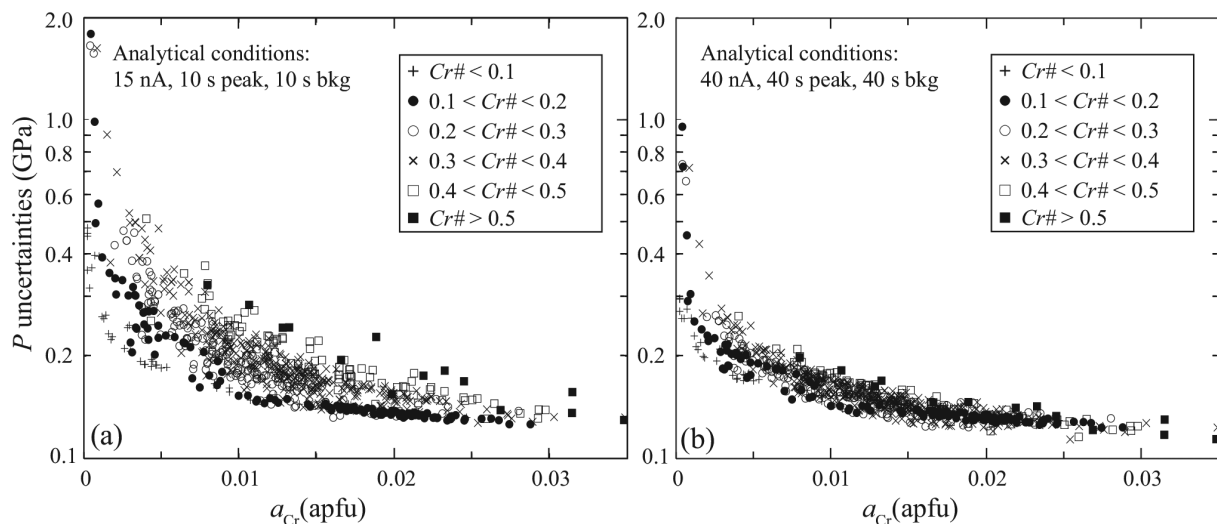 2.0
1.0
0.8
0.6
0.4
0.2
0.1
P uncertainties (GPa)
Analytical conditions:
15 nA, 10 s peak, 10 s bkg
Cr# < 0.1
0.1 < Cr# < 0.2
0.2 < Cr# < 0.3
0.3 < Cr# < 0.4
0.4 < Cr# < 0.5
Cr# > 0.5
(a)
0 0.01 0.02 0.03
a_Cr (apfu)
2.0
1.0
0.8
0.6
0.4
0.2
0.1
Analytical conditions:
40 nA, 40 s peak, 40 s bkg
Cr# < 0.1
0.1 < Cr# < 0.2
0.2 < Cr# < 0.3
0.3 < Cr# < 0.4
0.4 < Cr# < 0.5
Cr# > 0.5
(b)
0 0.01 0.02 0.03
a_Cr (apfu)